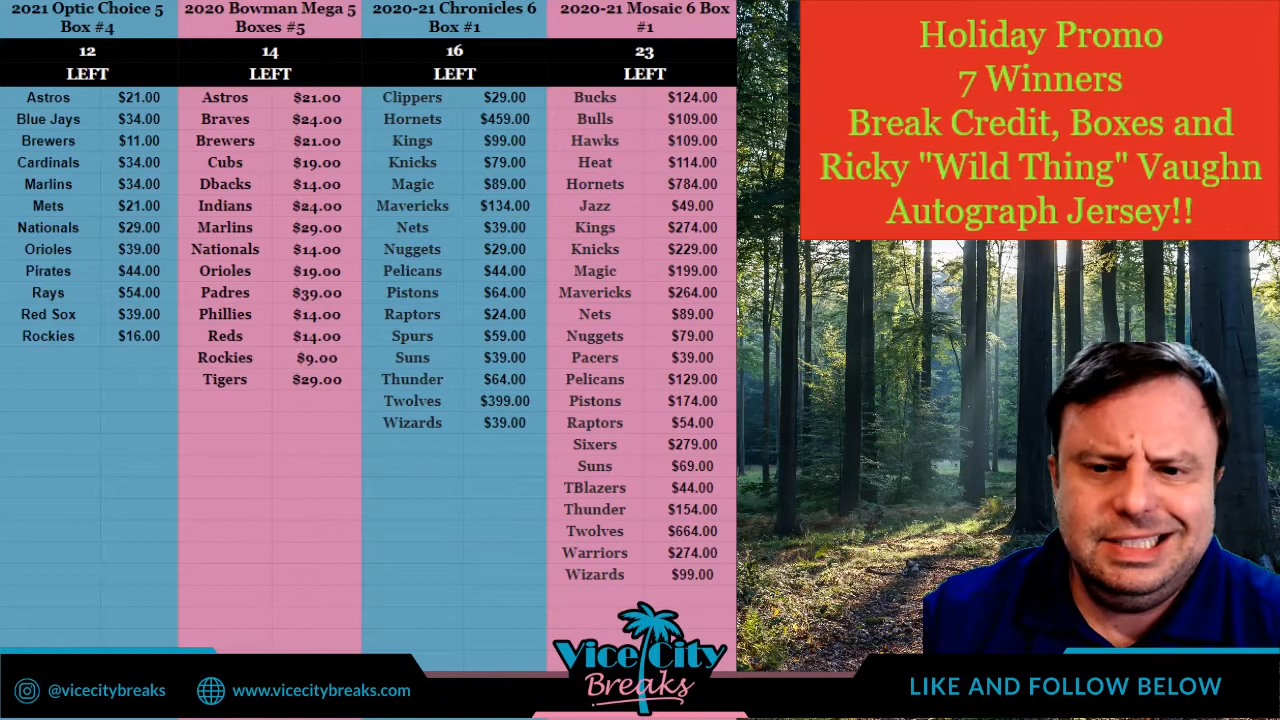 2021 Optic Choice 5
Box #4
12
LEFT
Astros $21.00
Blue Jays $34.00
Brewers $11.00
Cardinals $34.00
Marlins $34.00
Mets $21.00
Nationals $29.00
Orioles $39.00
Pirates $44.00
Rays $54.00
Red Sox $39.00
Rockies $16.00
2020 Bowman Mega 5
Boxes #5
14
LEFT
Astros $21.00
Braves $24.00
Brewers $21.00
Cubs $19.00
Dbacks $14.00
Indians $24.00
Marlins $29.00
Nationals $14.00
Orioles $19.00
Padres $39.00
Phillies $14.00
Reds $14.00
Rockies $9.00
Tigers $29.00
2020-21 Chronicles 6
Box #1
16
LEFT
Clippers $29.00
Hornets $459.00
Kings $99.00
Knicks $79.00
Magic $89.00
Mavericks $134.00
Nets $39.00
Nuggets $29.00
Pelicans $44.00
Pistons $64.00
Raptors $24.00
Spurs $59.00
Suns $39.00
Thunder $64.00
Twolves $399.00
Wizards $39.00
2020-21 Mosaic 6 Box
#1
23
LEFT
Bucks $124.00
Bulls $109.00
Hawks $109.00
Heat $114.00
Hornets $784.00
Jazz $49.00
Kings $274.00
Knicks $229.00
Magic $199.00
Mavericks $264.00
Nets $89.00
Nuggets $79.00
Pacers $39.00
Pelicans $129.00
Pistons $174.00
Raptors $54.00
Sixers $279.00
Suns $69.00
TBlazers $44.00
Thunder $154.00
Twolves $664.00
Warriors $274.00
Wizards $99.00
Holiday Promo
7 Winners
Break Credit, Boxes and
Ricky "Wild Thing" Vaughn
Autograph Jersey!!
@vicecitybreaks
www.vicecitybreaks.com
Vice City
Breaks
LIKE AND FOLLOW BELOW